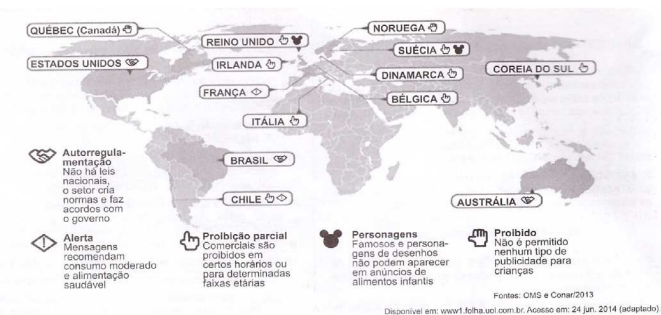 QUÉBEC (Canadá)
NORUEGA
REINO UNIDO
SUÉCIA
ESTADOS UNIDOS
IRLANDA
DINAMARCA
COREIA DO SUL
FRANÇA
BÉLGICA
ITÁLIA
BRASIL
CHILE
AUSTRÁLIA
Autorregula-
mentação
Não há leis
nacionais,
o setor cria
normas e faz
acordos com
o governo
Alerta
Mensagens
recomendam
consumo moderado
e alimentação
saudável
Proibição parcial
Comerciais são
proibidos em
certos horários ou
para determinadas
faixas etárias
Personagens
Famosos e persona-
gens de desenhos
não podem aparecer
em anúncios de
alimentos infantis
Proibido
Não é permitido
nenhum tipo de
publicidade para
crianças
Fontes: OMS e Conar/2013
Disponível em: www1.folha.uol.com.br. Acesso em: 24 jun. 2014 (adaptado)